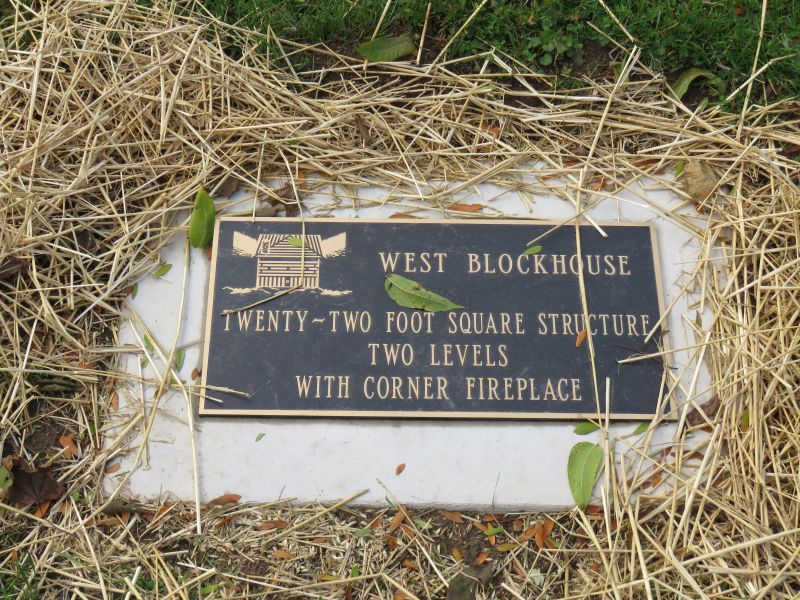 WEST BLOCKHOUSE
TWENTY~TWO FOOT SQUARE STRUCTURE
TWO LEVELS
WITH CORNER FIREPLACE